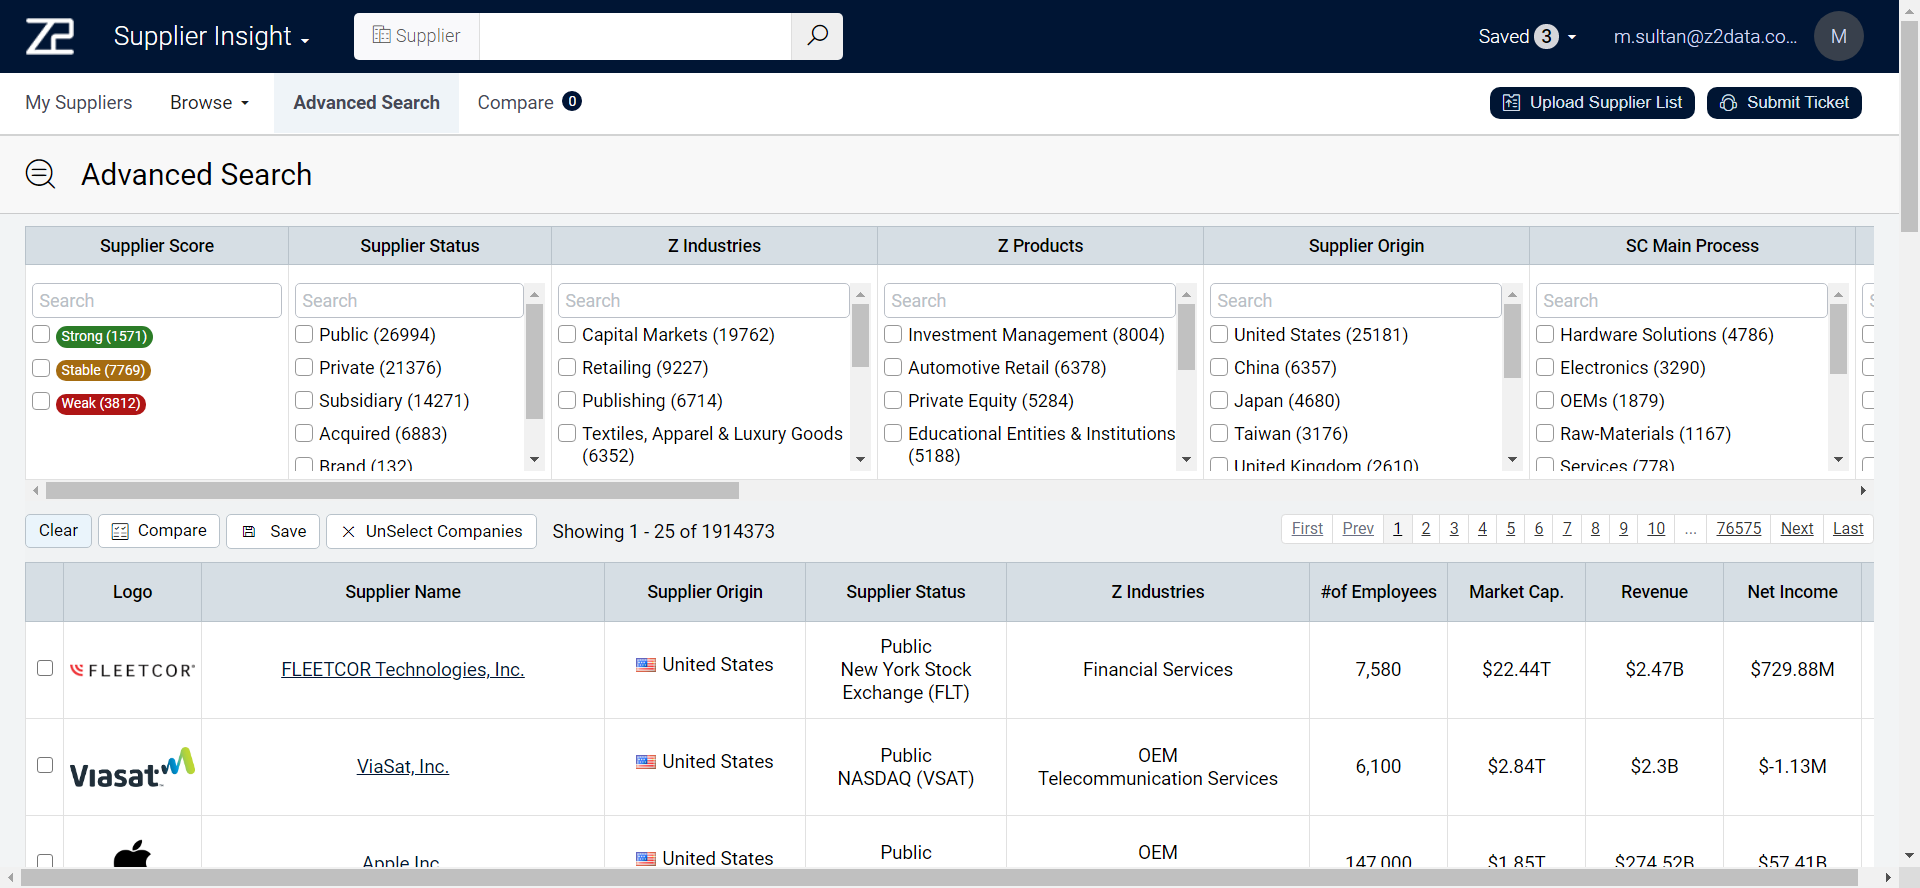 Z2 Supplier Insight Supplier Saved 3 m.sultan@z2data.co... M
My Suppliers Browse Advanced Search Compare 0 Upload Supplier List Submit Ticket
Advanced Search
Supplier Score Supplier Status Z Industries Z Products Supplier Origin SC Main Process
Search Search Search Search Search Search
Strong (1571) Public (26994) Capital Markets (19762) Investment Management (8004) United States (25181) Hardware Solutions (4786)
Stable (7769) Private (21376) Retailing (9227) Automotive Retail (6378) China (6357) Electronics (3290)
Weak (3812) Subsidiary (14271) Publishing (6714) Private Equity (5284) Japan (4680) OEMs (1879)
Acquired (6883) Textiles, Apparel & Luxury Goods Educational Entities & Institutions Taiwan (3176) Raw-Materials (1167)
(6352) (5188)
Brand (132) United Kingdom (2610) Services (778)
Clear Compare Save UnSelect Companies Showing 1 - 25 of 1914373 First Prev 1 2 3 4 5 6 7 8 9 10 ... 76575 Next Last
Logo Supplier Name Supplier Origin Supplier Status Z Industries #of Employees Market Cap. Revenue Net Income
FLEETCOR FLEETCOR Technologies, Inc. United States Public Financial Services 7,580 $22.44T $2.47B $729.88M
New York Stock
Exchange (FLT)
Viasat ViaSat, Inc. United States Public OEM 6,100 $2.84T $2.3B $-1.13M
NASDAQ (VSAT) Telecommunication Services
Apple Inc United States Public OEM 147,000 $1.85T $274.52B $57.41B